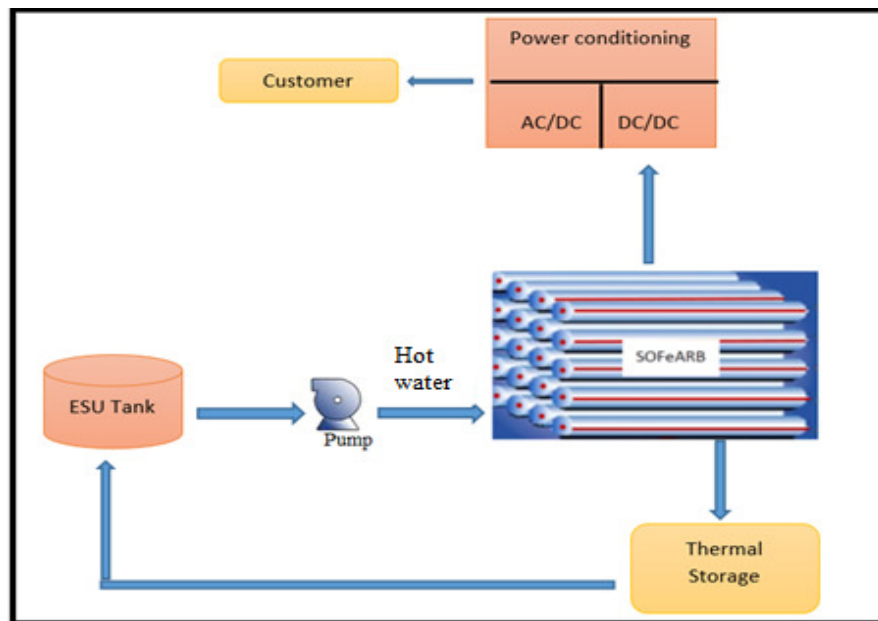 Power conditioning
Customer
AC/DC
DC/DC
Hot
water
SOFeARB
ESU Tank
Pump
Thermal
Storage